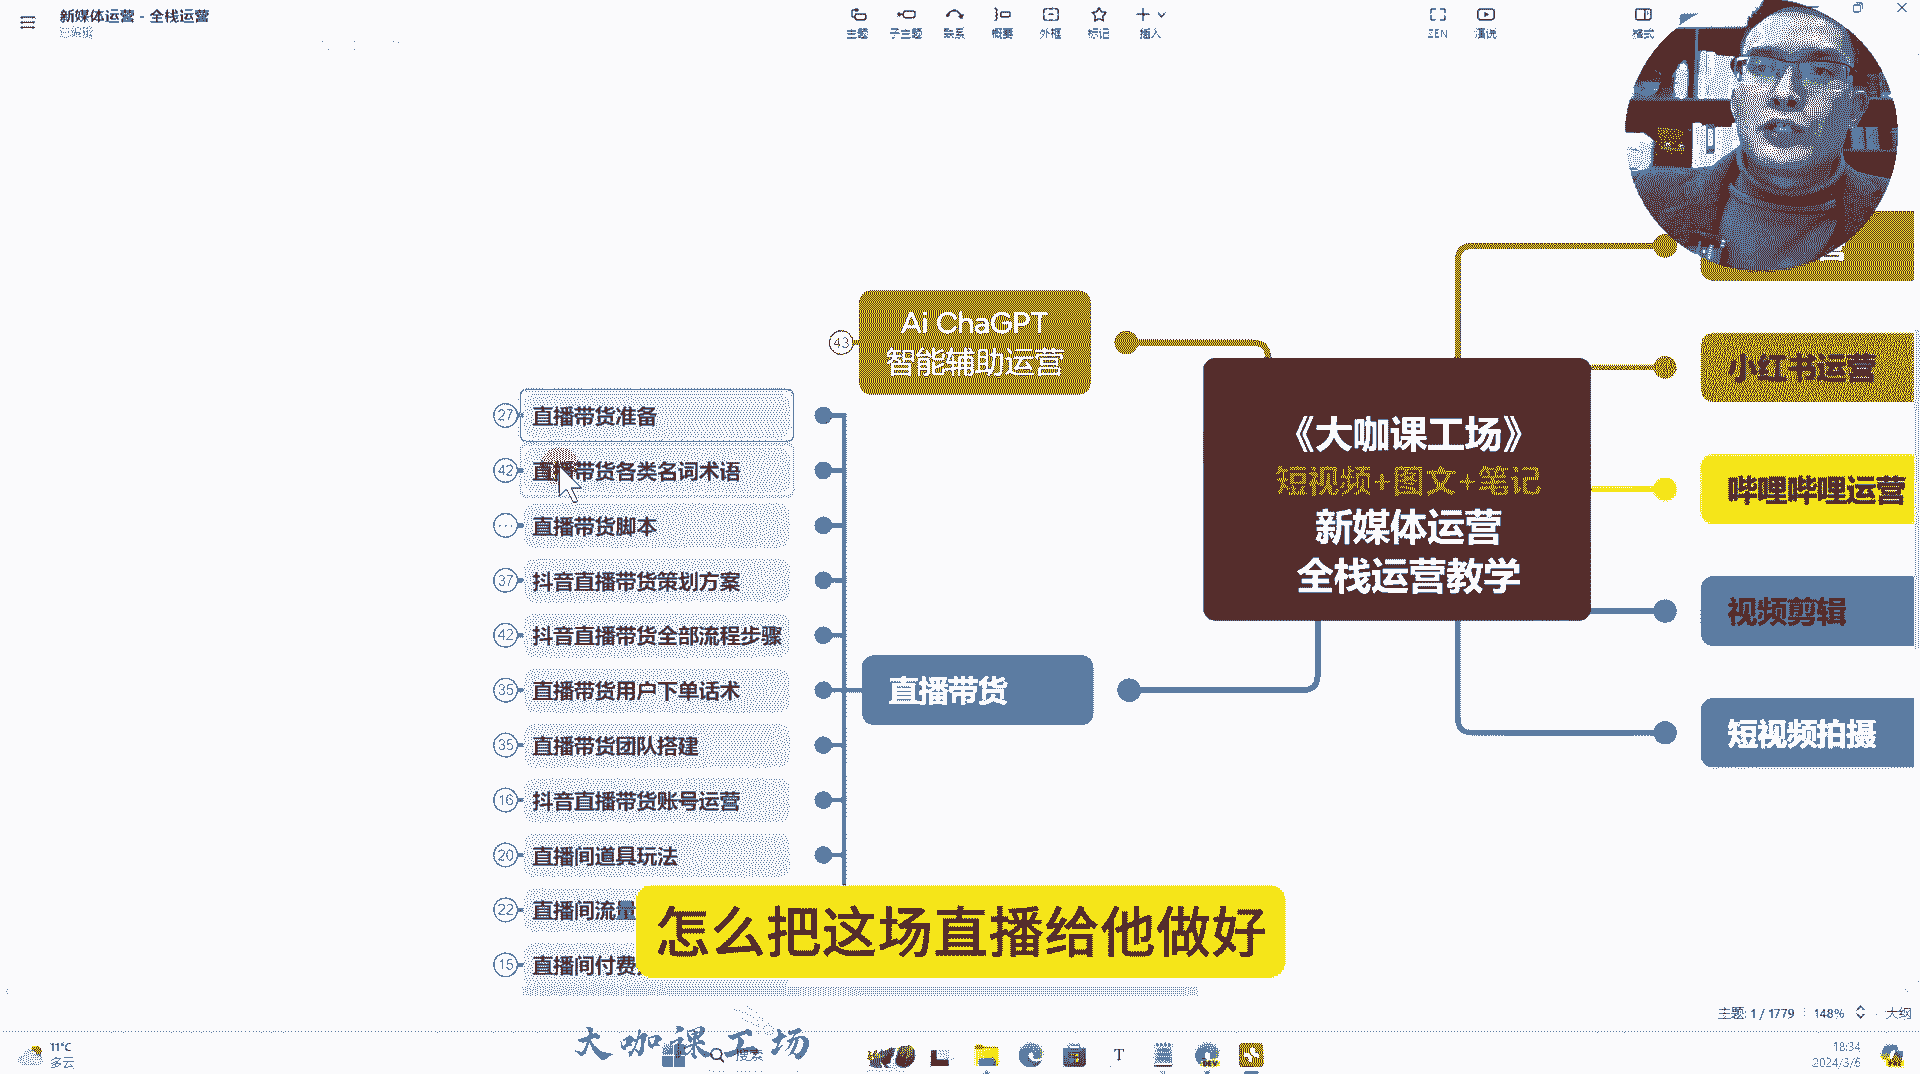 新媒体运营 - 全栈运营
已编辑
主题
子主题
联系
概要
外框
标记
插入
ZEN
演说
格式
Ai ChaGPT
智能辅助运营
43
27
直播带货准备
42
直播带货各类名词术语
直播带货脚本
37
抖音直播带货策划方案
42
抖音直播带货全部流程步骤
35
直播带货用户下单话术
35
直播带货团队搭建
16
抖音直播带货账号运营
20
直播间道具玩法
22
直播间流量
15
直播间付费
直播带货
《大咖课工场》
短视频+图文+笔记
新媒体运营
全栈运营教学
小红书运营
哔哩哔哩运营
视频剪辑
短视频拍摄
怎么把这场直播给他做好
大咖课工场
主题: 1 / 1779
148%
大纲
11°C
多云
搜索
18:34
2024/3/6